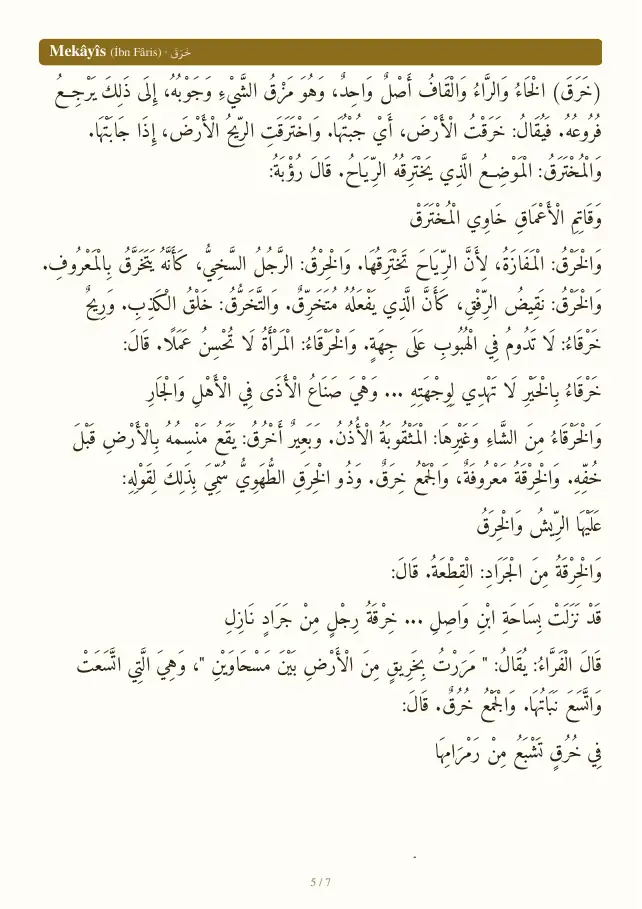 Mekâyîs (İbn Fâris) · خَرَقَ
(خَرَقَ) الْخَاءُ وَالرَّاءُ وَالْقَافُ أَصْلٌ وَاحِدٌ، وَهُوَ مَزْقُ الشَّيْءِ وَجَوْبُهُ، إِلَى ذَلِكَ يَرْجِعُ
فُرُوعُهُ. فَيُقَالُ: خَرَقْتُ الْأَرْضَ، أَيْ جُبْتُهَا. وَاخْتَرَقَتِ الرِّيحُ الْأَرْضَ، إِذَا جَابَتْهَا.
وَالْمُخْتَرَقُ: الْمَوْضِعُ الَّذِي يَخْتَرِقُهُ الرِّيَاحُ. قَالَ رُؤْبَةُ:
وَقَاتِمِ الْأَعْمَاقِ خَاوِي الْمُخْتَرَقْ
وَالْخَرْقُ: الْمَفَازَةُ، لِأَنَّ الرِّيَاحَ تَخْتَرِقُهَا. وَالْخِرْقُ: الرَّجُلُ السَّخِيُّ، كَأَنَّهُ يَتَخَرَّقُ بِالْمَعْرُوفِ.
وَالْخُرْقُ: نَقِيضُ الرِّفْقِ، كَأَنَّ الَّذِي يَفْعَلُهُ مُتَخَرِّقٌ. وَالتَّخَرُّقُ: خَلْقُ الْكَذِبِ. وَرِيحٌ
خَرْقَاءُ: لَا تَدُومُ فِي الْهُبُوبِ عَلَى جِهَةٍ. وَالْخَرْقَاءُ: الْمَرْأَةُ لَا تُحْسِنُ عَمَلًا. قَالَ:
خَرْقَاءُ بِالْخَيْرِ لَا تَهْدِي لِوِجْهَتِهِ ... وَهْيَ صَنَاعُ الْأَذَى فِي الْأَهْلِ وَالْجَارِ
وَالْخَرْقَاءُ مِنَ الشَّاءِ وَغَيْرِهَا: الْمَثْقُوبَةُ الْأُذُنِ. وَبَعِيرٌ أَخْرَقُ: يَقَعُ مَنْسِمُهُ بِالْأَرْضِ قَبْلَ
خُفِّهِ. وَالْخِرْقَةُ مَعْرُوفَةٌ، وَالْجَمْعُ خِرَقٌ. وَذُو الْخِرَقِ الطُّهَوِيُّ سُمِّيَ بِذَلِكَ لِقَوْلِهِ:
عَلَيْهَا الرِّيشُ وَالْخِرَقُ
وَالْخِرْقَةُ مِنَ الْجَرَادِ: الْقِطْعَةُ. قَالَ:
قَدْ نَزَلَتْ بِسَاحَةِ ابْنِ وَاصِلِ ... خِرْقَةُ رِجْلٍ مِنْ جَرَادٍ نَازِلِ
قَالَ الْفَرَّاءُ: يُقَالُ: " مَرَرْتُ بِخَرِيقٍ مِنَ الْأَرْضِ بَيْنَ مَسْحَاوَيْنِ "، وَهِيَ الَّتِي اتَّسَعَتْ
وَاتَّسَعَ نَبَاتُهَا. وَالْجَمْعُ خُرُقٌ. قَالَ:
فِي خُرُقٍ تَشْبَعُ مِنْ رَمْرَامِهَا
5 / 7